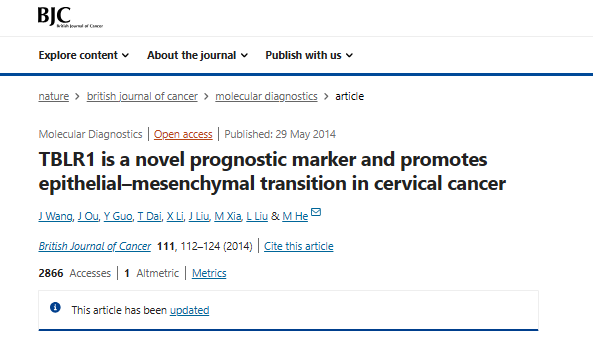 BJC
British Journal of Cancer
Explore content About the journal Publish with us
nature > british journal of cancer > molecular diagnostics > article
Molecular Diagnostics | Open access | Published: 29 May 2014
TBLR1 is a novel prognostic marker and promotes
epithelial–mesenchymal transition in cervical cancer
J Wang, J Ou, Y Guo, T Dai, X Li, J Liu, M Xia, L Liu & M He
British Journal of Cancer 111, 112–124 (2014) | Cite this article
2866 Accesses | 1 Altmetric | Metrics
This article has been updated